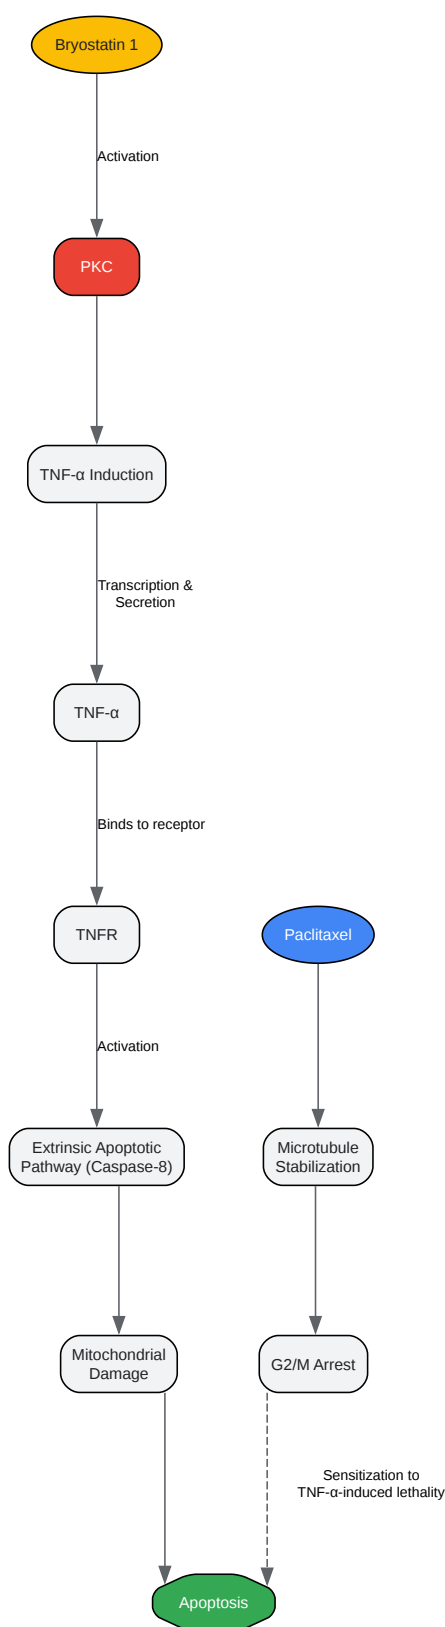 Bryostatin 1
Activation
PKC
TNF-α Induction
Transcription &
Secretion
TNF-α
Binds to receptor
TNFR
Paclitaxel
Activation
Extrinsic Apoptotic
Pathway (Caspase-8)
Microtubule
Stabilization
Mitochondrial
Damage
G2/M Arrest
Sensitization to
TNF-α-induced lethality
Apoptosis